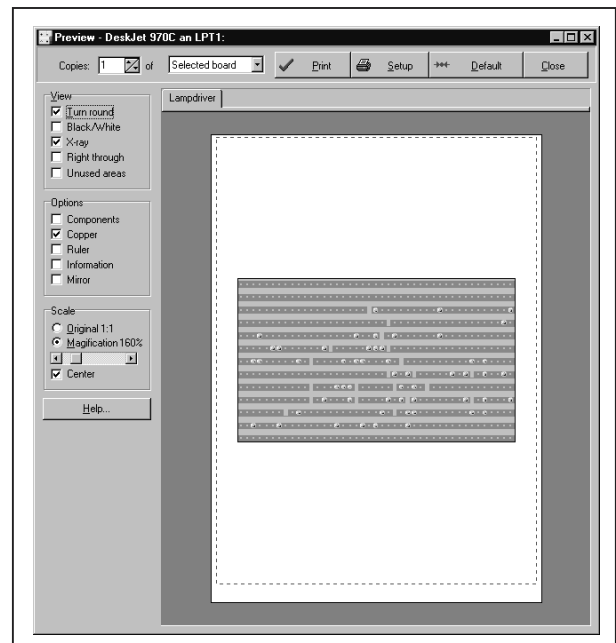 Preview - DeskJet 970C an LPT1:
Copies: 1 of Selected board Print Setup Default Close
View
Turn round
Black/White
X-ray
Right through
Unused areas
Options
Components
Copper
Ruler
Information
Mirror
Scale
Original 1:1
Magification 160%
Center
Help...
Lampdriver